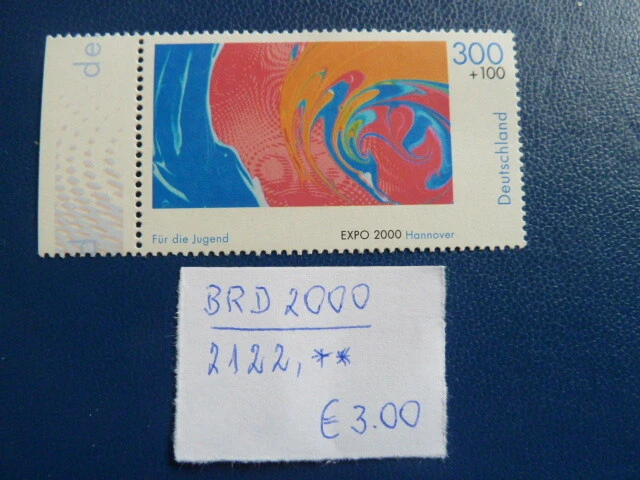 de
300
+100
Deutschland
Für die Jugend
EXPO 2000 Hannover
d
BRD 2000
2122, **
€ 3.00